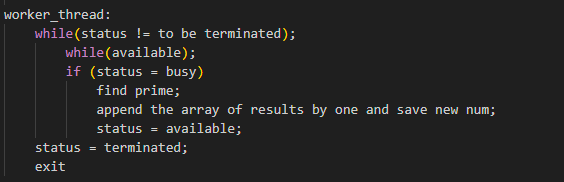 worker_thread:
    while(status != to be terminated);
        while(available);
        if (status = busy)
            find prime;
            append the array of results by one and save new num;
            status = available;
    status = terminated;
    exit